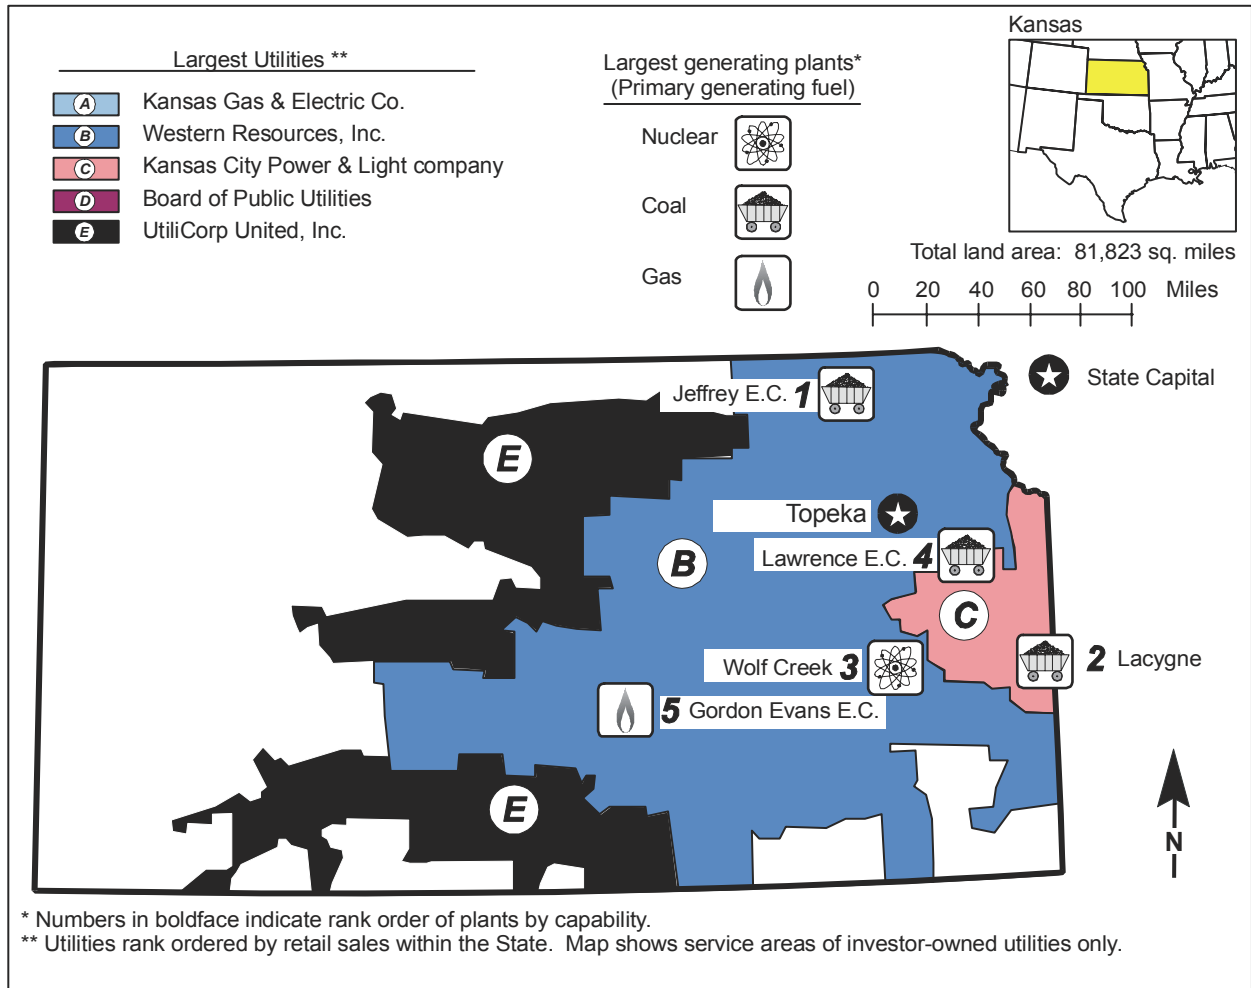 Largest Utilities **
A Kansas Gas & Electric Co.
B Western Resources, Inc.
C Kansas City Power & Light company
D Board of Public Utilities
E UtiliCorp United, Inc.
Largest generating plants*
(Primary generating fuel)
Nuclear
Coal
Gas
Kansas
Total land area: 81,823 sq. miles
0 20 40 60 80 100 Miles
State Capital
Jeffrey E.C. 1
E
Topeka
Lawrence E.C. 4
B
C
Wolf Creek 3
2 Lacygne
5 Gordon Evans E.C.
E
N
* Numbers in boldface indicate rank order of plants by capability.
** Utilities rank ordered by retail sales within the State. Map shows service areas of investor-owned utilities only.